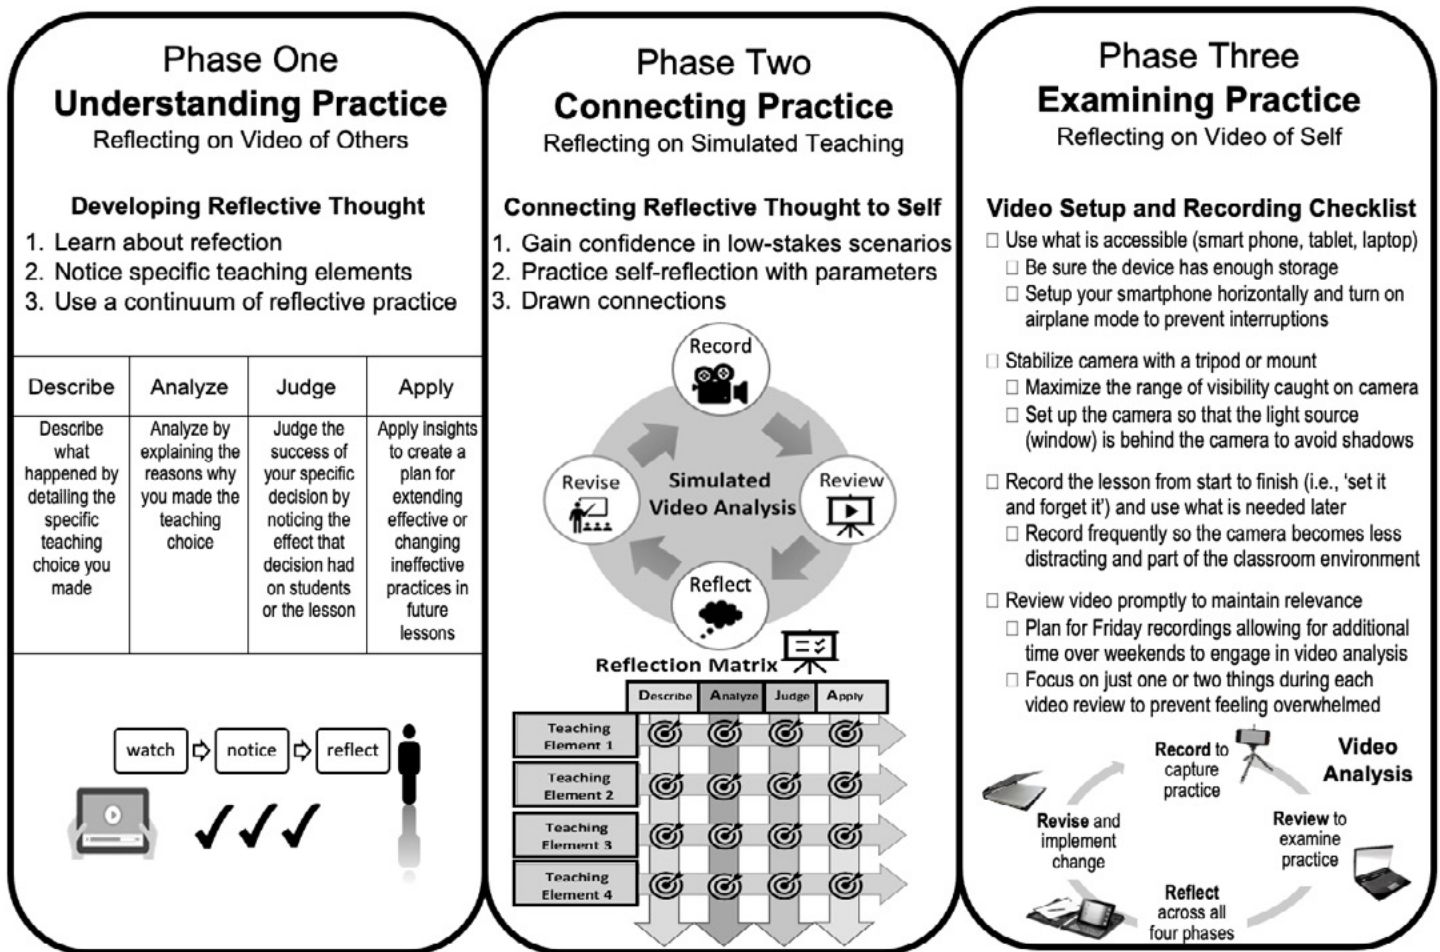 Phase One
Understanding Practice
Reflecting on Video of Others
Developing Reflective Thought
1. Learn about refection
2. Notice specific teaching elements
3. Use a continuum of reflective practice
Describe
Analyze
Judge
Apply
Describe
what
happened by
detailing the
specific
teaching
choice you
made
Analyze by
explaining the
reasons why
you made the
teaching
choice
Judge the
success of
your specific
decision by
noticing the
effect that
decision had
on students
or the lesson
Apply insights
to create a
plan for
extending
effective or
changing
ineffective
practices in
future
lessons
watch
notice
reflect
Phase Two
Connecting Practice
Reflecting on Simulated Teaching
Connecting Reflective Thought to Self
1. Gain confidence in low-stakes scenarios
2. Practice self-reflection with parameters
3. Drawn connections
Record
Revise
Simulated
Video Analysis
Review
Reflect
Reflection Matrix
Describe
Analyze
Judge
Apply
Teaching
Element 1
Teaching
Element 2
Teaching
Element 3
Teaching
Element 4
Phase Three
Examining Practice
Reflecting on Video of Self
Video Setup and Recording Checklist
□ Use what is accessible (smart phone, tablet, laptop)
□ Be sure the device has enough storage
□ Setup your smartphone horizontally and turn on
airplane mode to prevent interruptions
□ Stabilize camera with a tripod or mount
□ Maximize the range of visibility caught on camera
□ Set up the camera so that the light source
(window) is behind the camera to avoid shadows
□ Record the lesson from start to finish (i.e., 'set it
and forget it') and use what is needed later
□ Record frequently so the camera becomes less
distracting and part of the classroom environment
□ Review video promptly to maintain relevance
□ Plan for Friday recordings allowing for additional
time over weekends to engage in video analysis
□ Focus on just one or two things during each
video review to prevent feeling overwhelmed
Video
Analysis
Record to
capture
practice
Review to
examine
practice
Reflect
across all
four phases
Revise and
implement
change